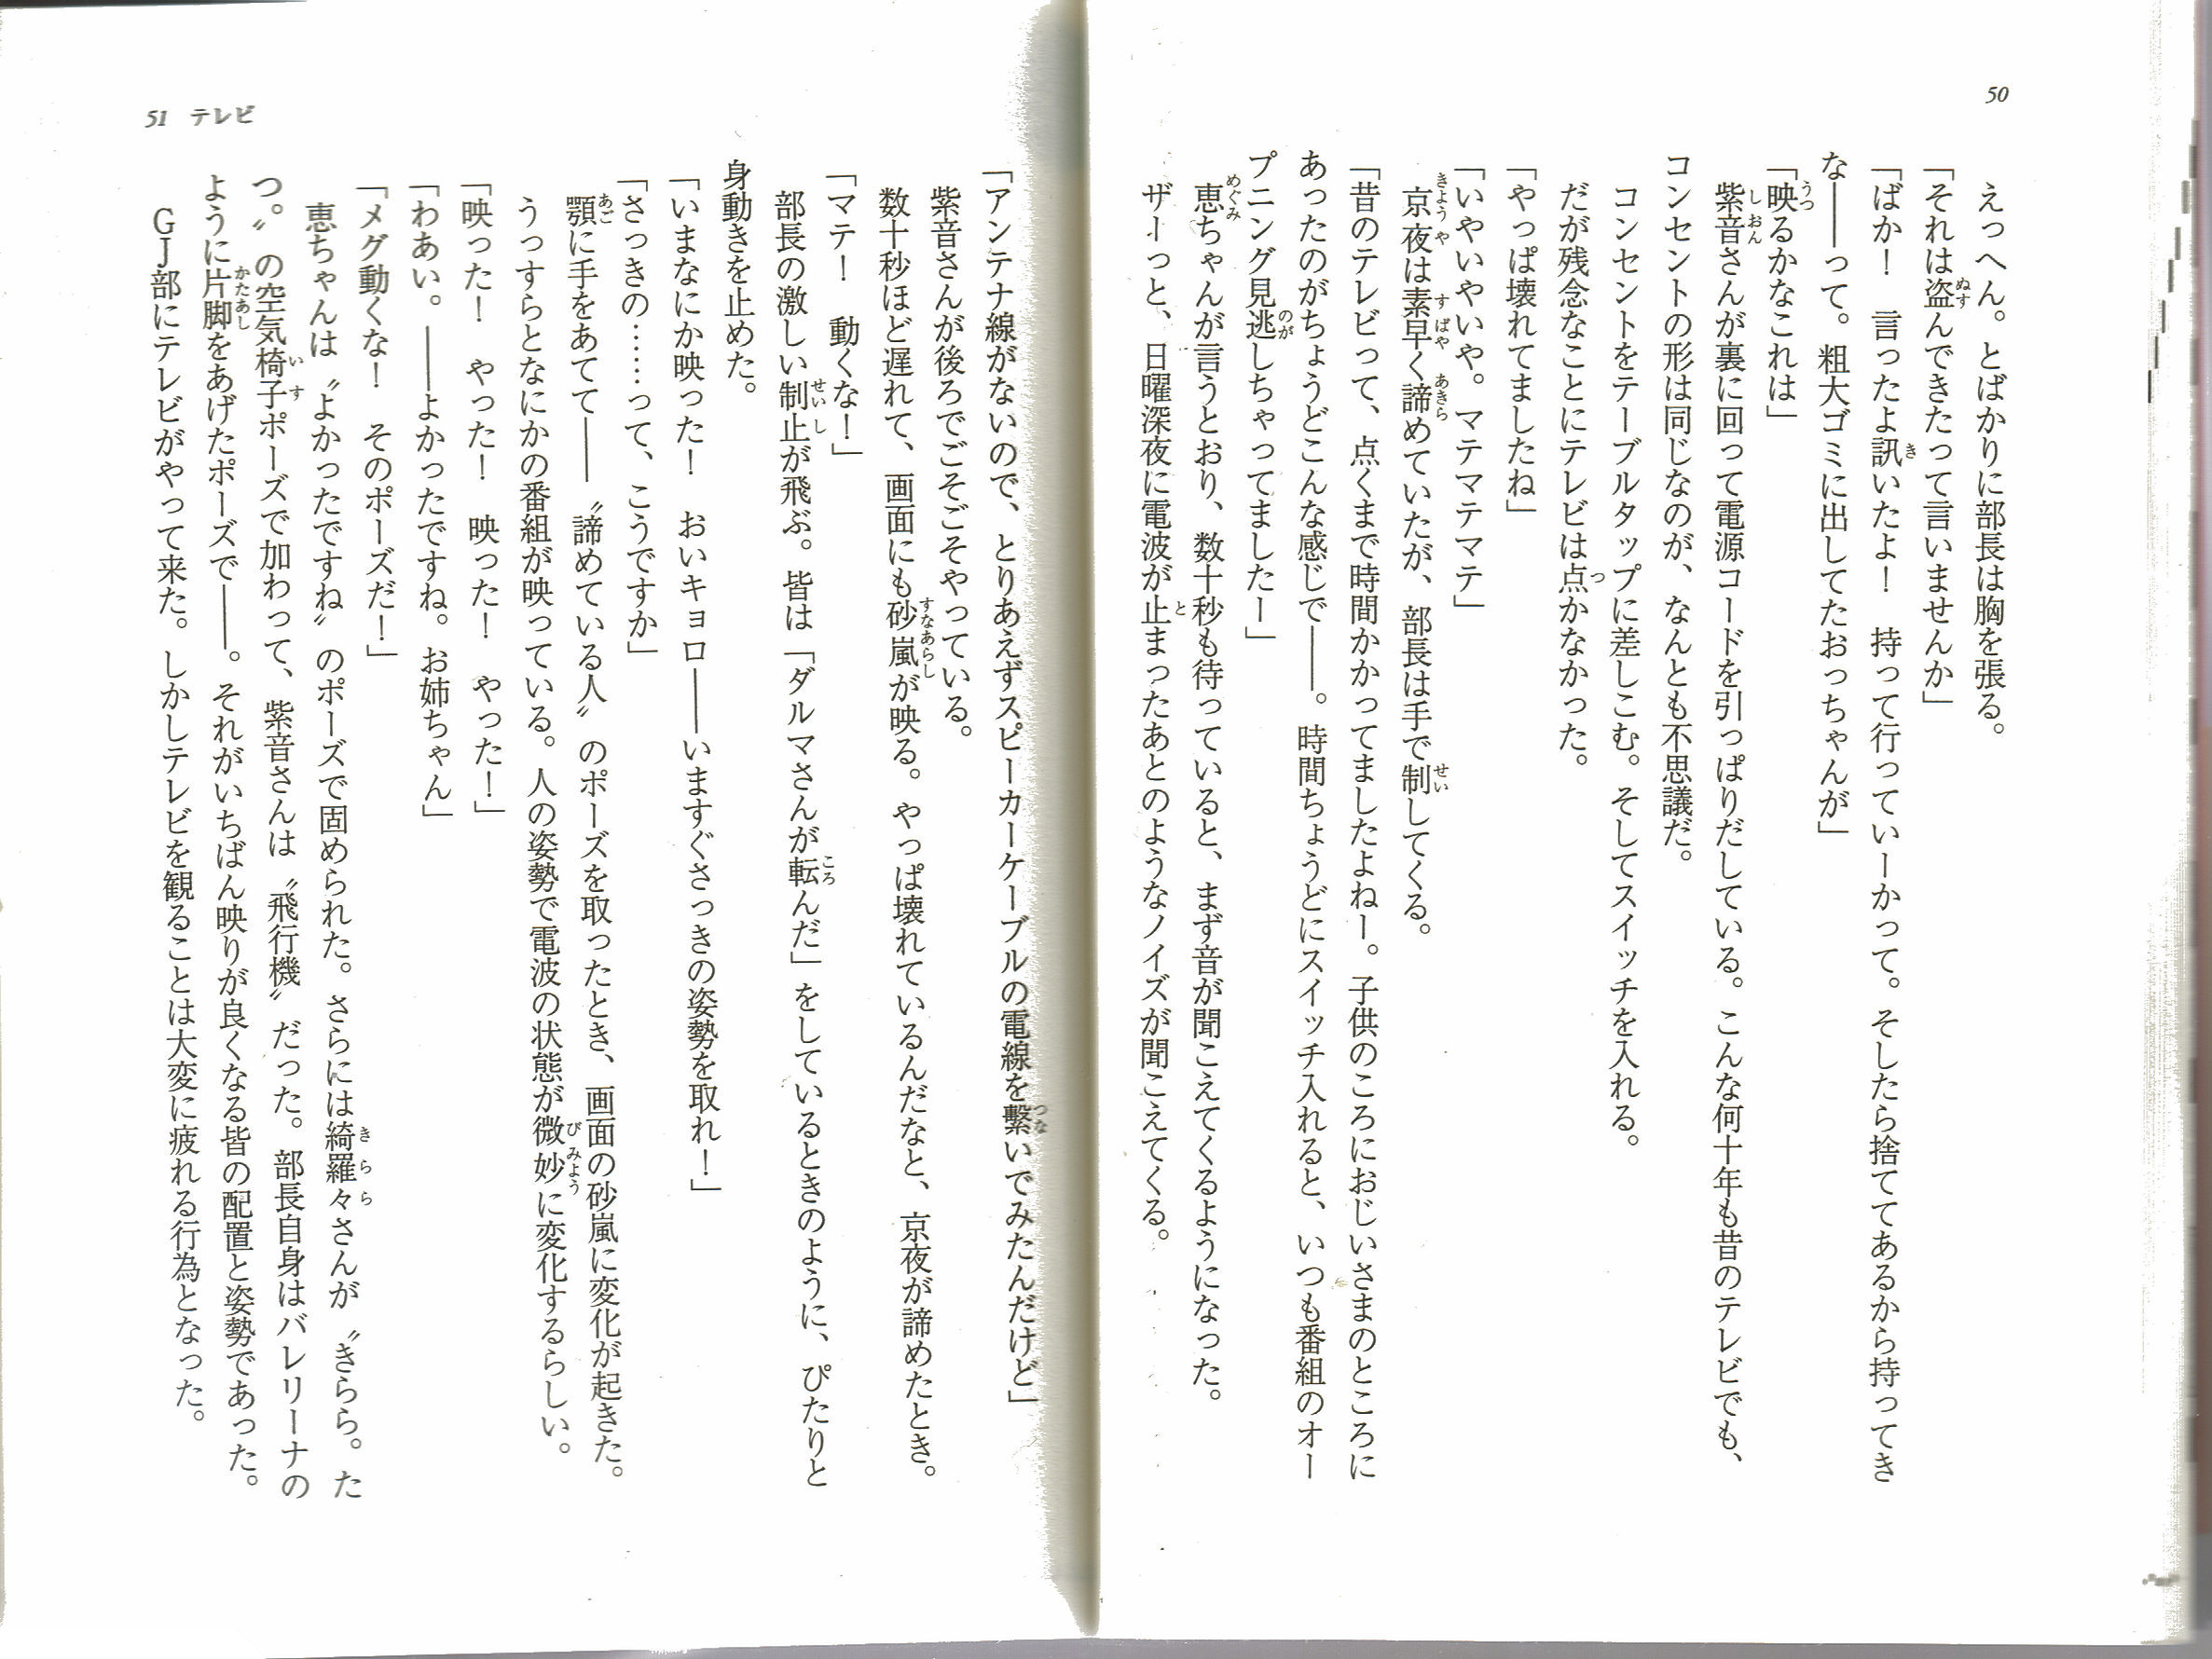 50
えっへん。とばかりに部長は胸を張る。
「それは盗んできたって言いませんか」
「ばか！　言ったよ訊いたよ！　持って行っていーかって。そしたら捨ててあるから持ってき
な――って。粗大ゴミに出してたおっちゃんが」
「映るかなこれは」
紫音さんが裏に回って電源コードを引っぱりだしている。こんな何十年も昔のテレビでも、
コンセントの形は同じなのが、なんとも不思議だ。
コンセントをテーブルタップに差しこむ。そしてスイッチを入れる。
だが残念なことにテレビは点かなかった。
「やっぱ壊れてましたね」
「いやいやいや。マテマテマテ」
京夜は素早く諦めていたが、部長は手で制してくる。
「昔のテレビって、点くまで時間かかってましたよねー。子供のころにおじいさまのところに
あったのがちょうどこんな感じで――。時間ちょうどにスイッチ入れると、いつも番組のオー
プニング見逃しちゃってましたー」
恵ちゃんが言うとおり、数十秒も待っていると、まず音が聞こえてくるようになった。
ザーっと、日曜深夜に電波が止まったあとのようなノイズが聞こえてくる。
51 テレビ
「アンテナ線がないので、とりあえずスピーカーケーブルの電線を繫いでみたんだけど」
紫音さんが後ろでごそごそやっている。
数十秒ほど遅れて、画面にも砂嵐が映る。やっぱ壊れているんだなと、京夜が諦めたとき。
「マテ！　動くな！」
部長の激しい制止が飛ぶ。皆は「ダルマさんが転んだ」をしているときのように、ぴたりと
身動きを止めた。
「いまなにか映った！　おいキョロ――いますぐさっきの姿勢を取れ！」
「さっきの……って、こうですか」
顎に手をあてて――〝諦めている人〟のポーズを取ったとき、画面の砂嵐に変化が起きた。
うっすらとなにかの番組が映っている。人の姿勢で電波の状態が微妙に変化するらしい。
「映った！　やった！　映った！　やった！」
「わあい。――よかったですね。お姉ちゃん」
「メグ動くな！　そのポーズだ！」
恵ちゃんは〝よかったですね〟のポーズで固められた。さらには綺羅々さんが〝きらら。た
つ。〟の空気椅子ポーズで加わって、紫音さんは〝飛行機〟だった。部長自身はバレリーナの
ように片脚をあげたポーズで――。それがいちばん映りが良くなる皆の配置と姿勢であった。
ＧＪ部にテレビがやって来た。しかしテレビを観ることは大変に疲れる行為となった。